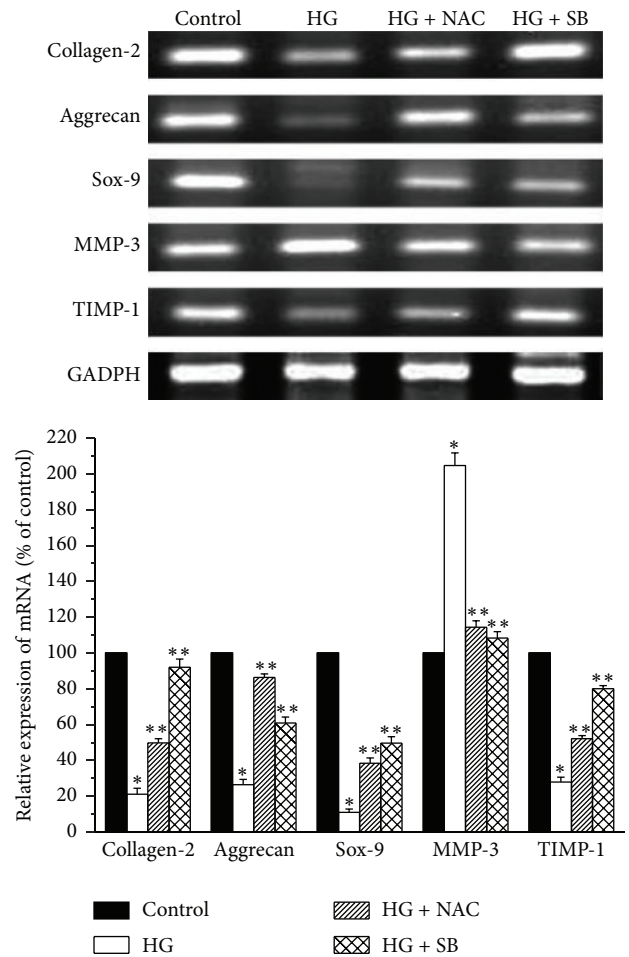 Control HG HG + NAC HG + SB
Collagen-2
Aggrecan
Sox-9
MMP-3
TIMP-1
GADPH
Relative expression of mRNA (% of control)
220
200
180
160
140
120
100
80
60
40
20
0
* ** **
* ** **
* ** **
* ** **
* ** **
Collagen-2 Aggrecan Sox-9 MMP-3 TIMP-1
Control HG + NAC
HG HG + SB